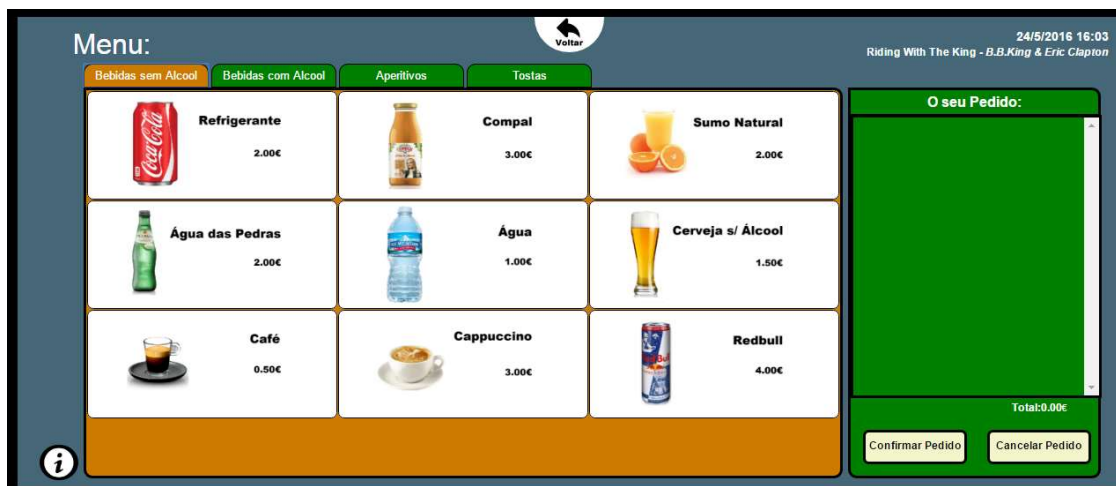 Voltar
24/5/2016 16:03
Menu:
Riding With The King - B.B.King & Eric Clapton
Bebidas sem Alcool
Bebidas com Alcool
Aperitivos
Tostas
O seu Pedido:
Coca-Cola
Refrigerante
2.00€
Compal
3.00€
Sumo Natural
2.00€
Água das Pedras
2.00€
Água
1.00€
Cerveja s/ Álcool
1.50€
Café
0.50€
Cappuccino
3.00€
Redbull
4.00€
Total:0.00€
Confirmar Pedido
Cancelar Pedido
i